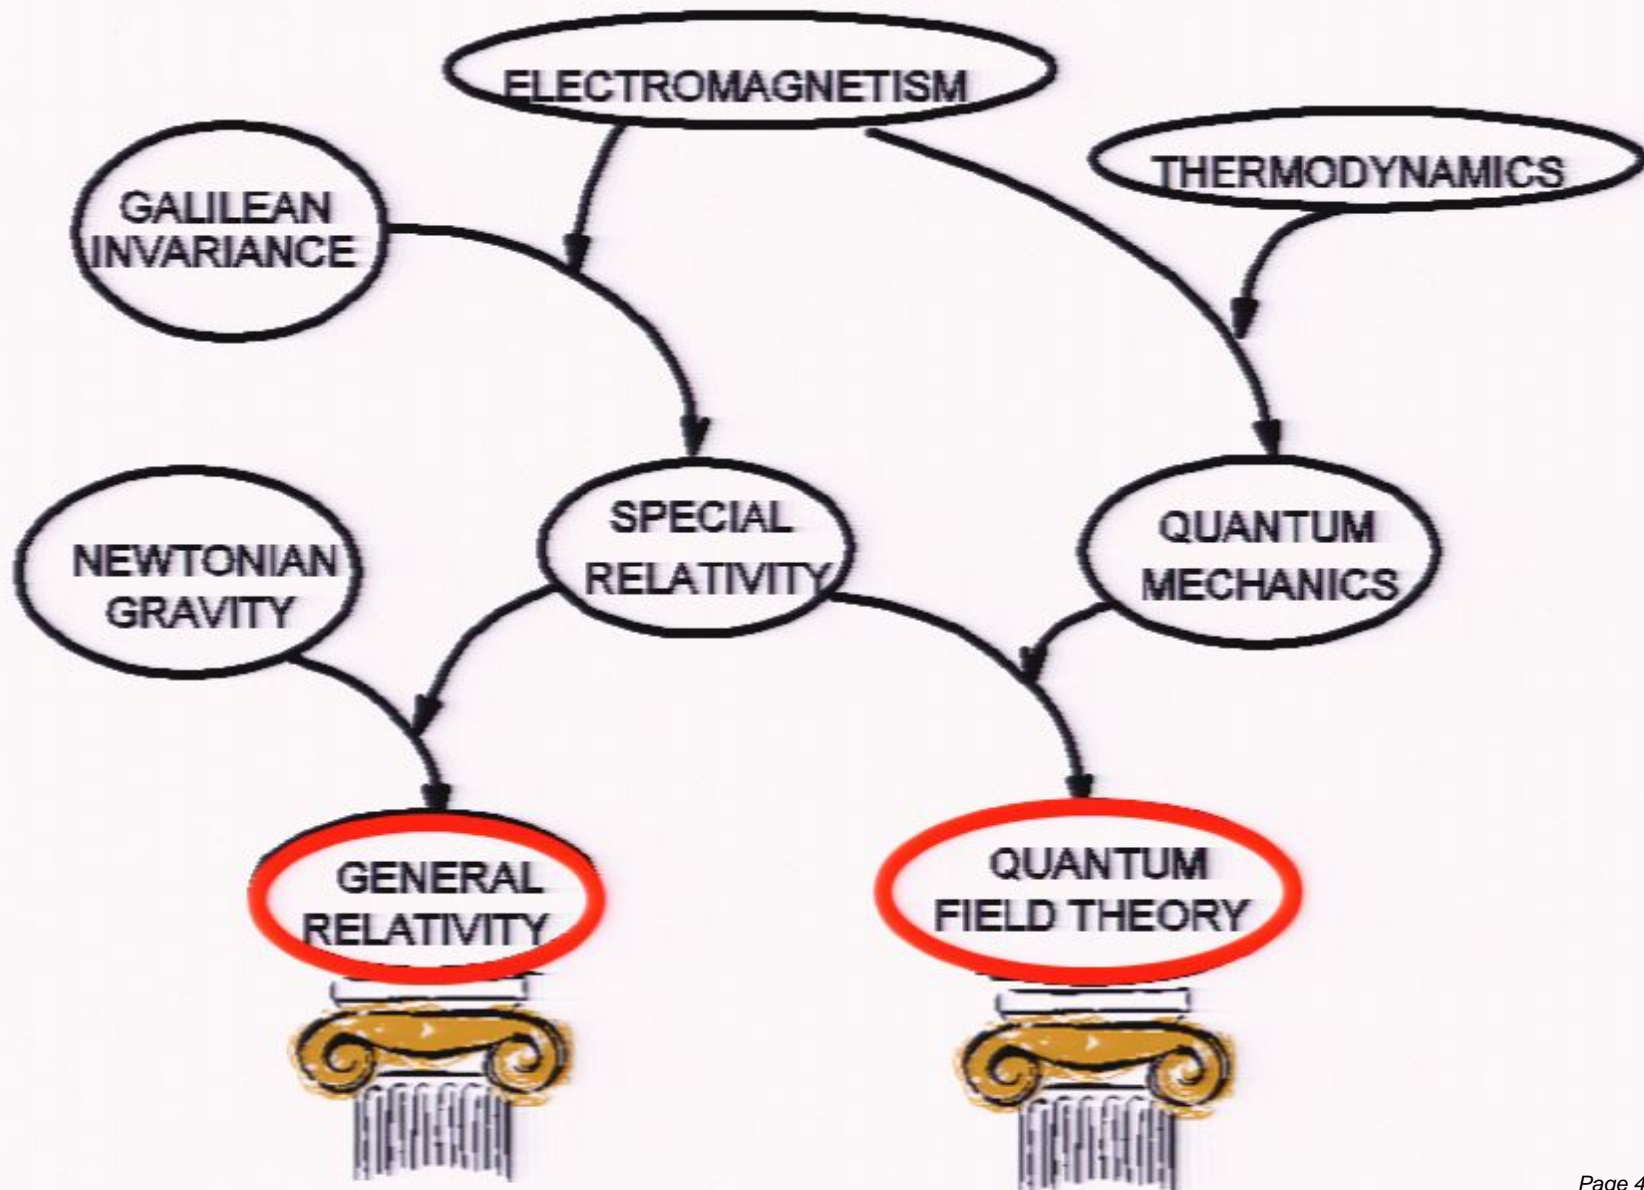 ELECTROMAGNETISM
THERMODYNAMICS
GALILEAN
INVARIANCE
SPECIAL
RELATIVITY
QUANTUM
MECHANICS
NEWTONIAN
GRAVITY
GENERAL
RELATIVITY
QUANTUM
FIELD THEORY
Page 4